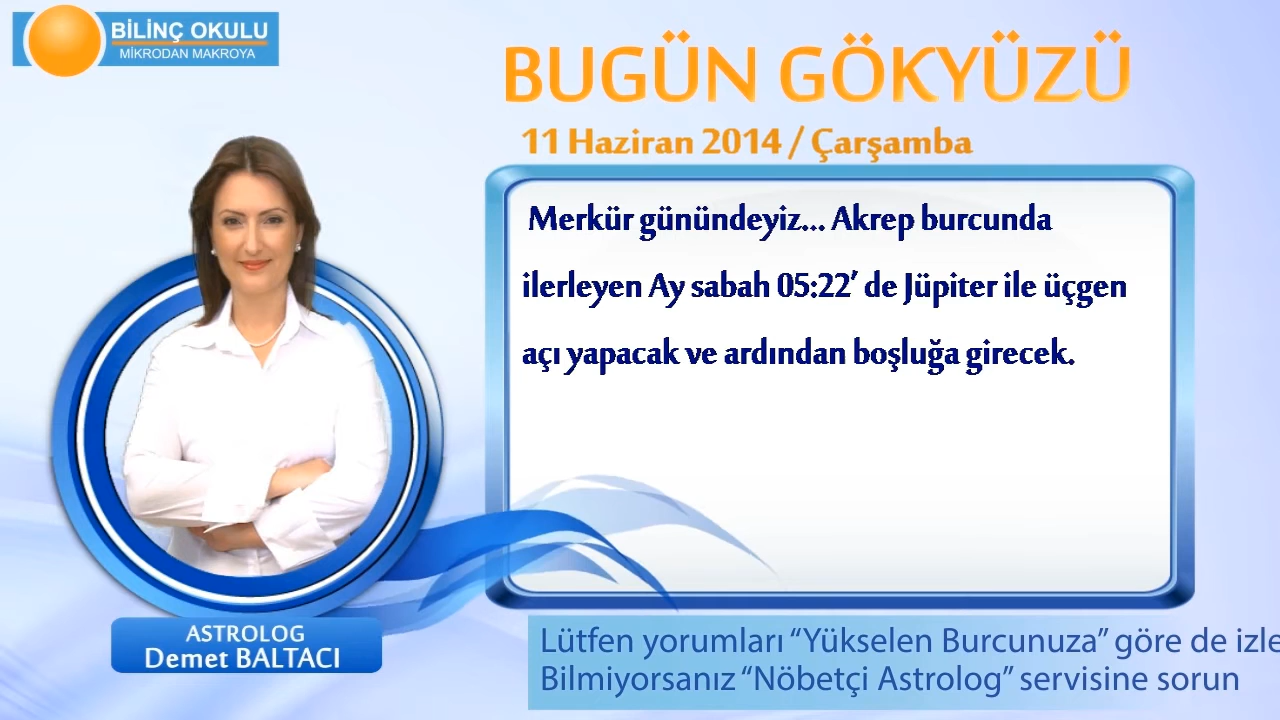 BİLİNÇ OKULU
MİKRODAN MAKROYA
BUGÜN GÖKYÜZÜ
11 Haziran 2014 / Çarşamba
Merkür günündeyiz... Akrep burcunda
ilerleyen Ay sabah 05:22’ de Jüpiter ile üçgen
açı yapacak ve ardından boşluğa girecek.
ASTROLOG
Demet BALTACI
Lütfen yorumları “Yükselen Burcunuza” göre de
Bilmiyorsanız “Nöbetçi Astrolog” servisine sorun